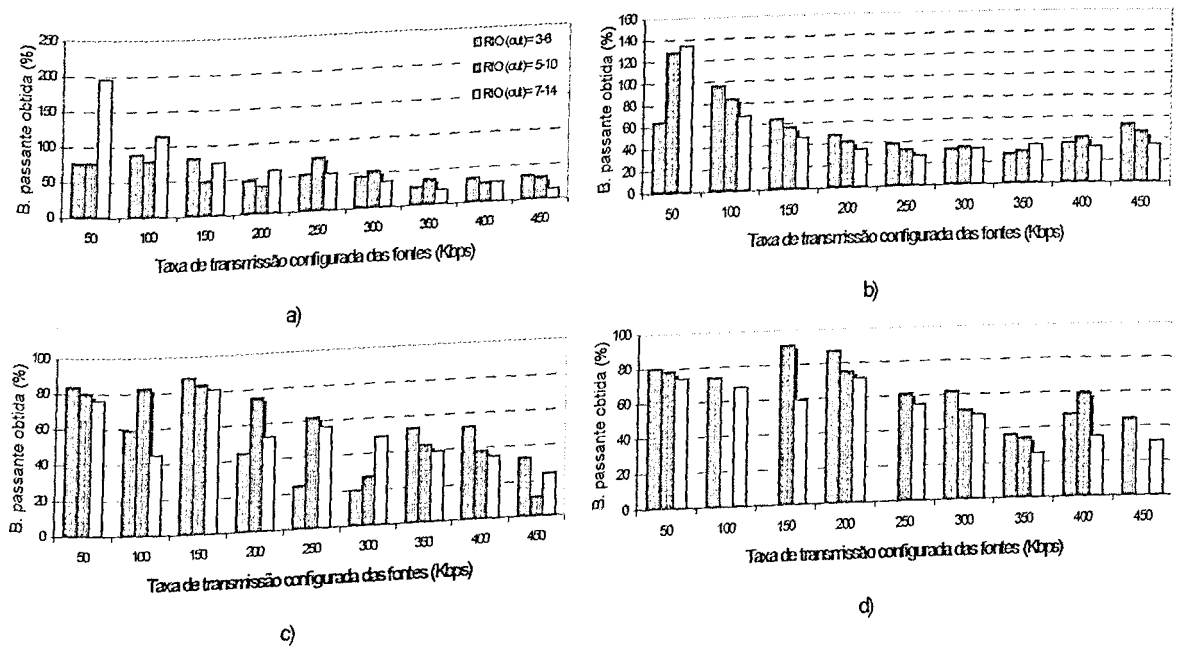 B. passante obtida (%)
250
200
150
100
50
0
RIO (out)= 3-6
RIO (out)= 5-10
RIO (out)= 7-14
50 100 150 200 250 300 350 400 450
Taxa de transmissão configurada das fontes (Kbps)
a)
B. passante obtida (%)
160
140
120
100
80
60
40
20
0
50 100 150 200 250 300 350 400 450
Taxa de transmissão configurada das fontes (Kbps)
b)
B. passante obtida (%)
100
80
60
40
20
0
50 100 150 200 250 300 350 400 450
Taxa de transmissão configurada das fontes (Kbps)
c)
B. passante obtida (%)
100
80
60
40
20
0
50 100 150 200 250 300 350 400 450
Taxa de transmissão configurada das fontes (Kbps)
d)